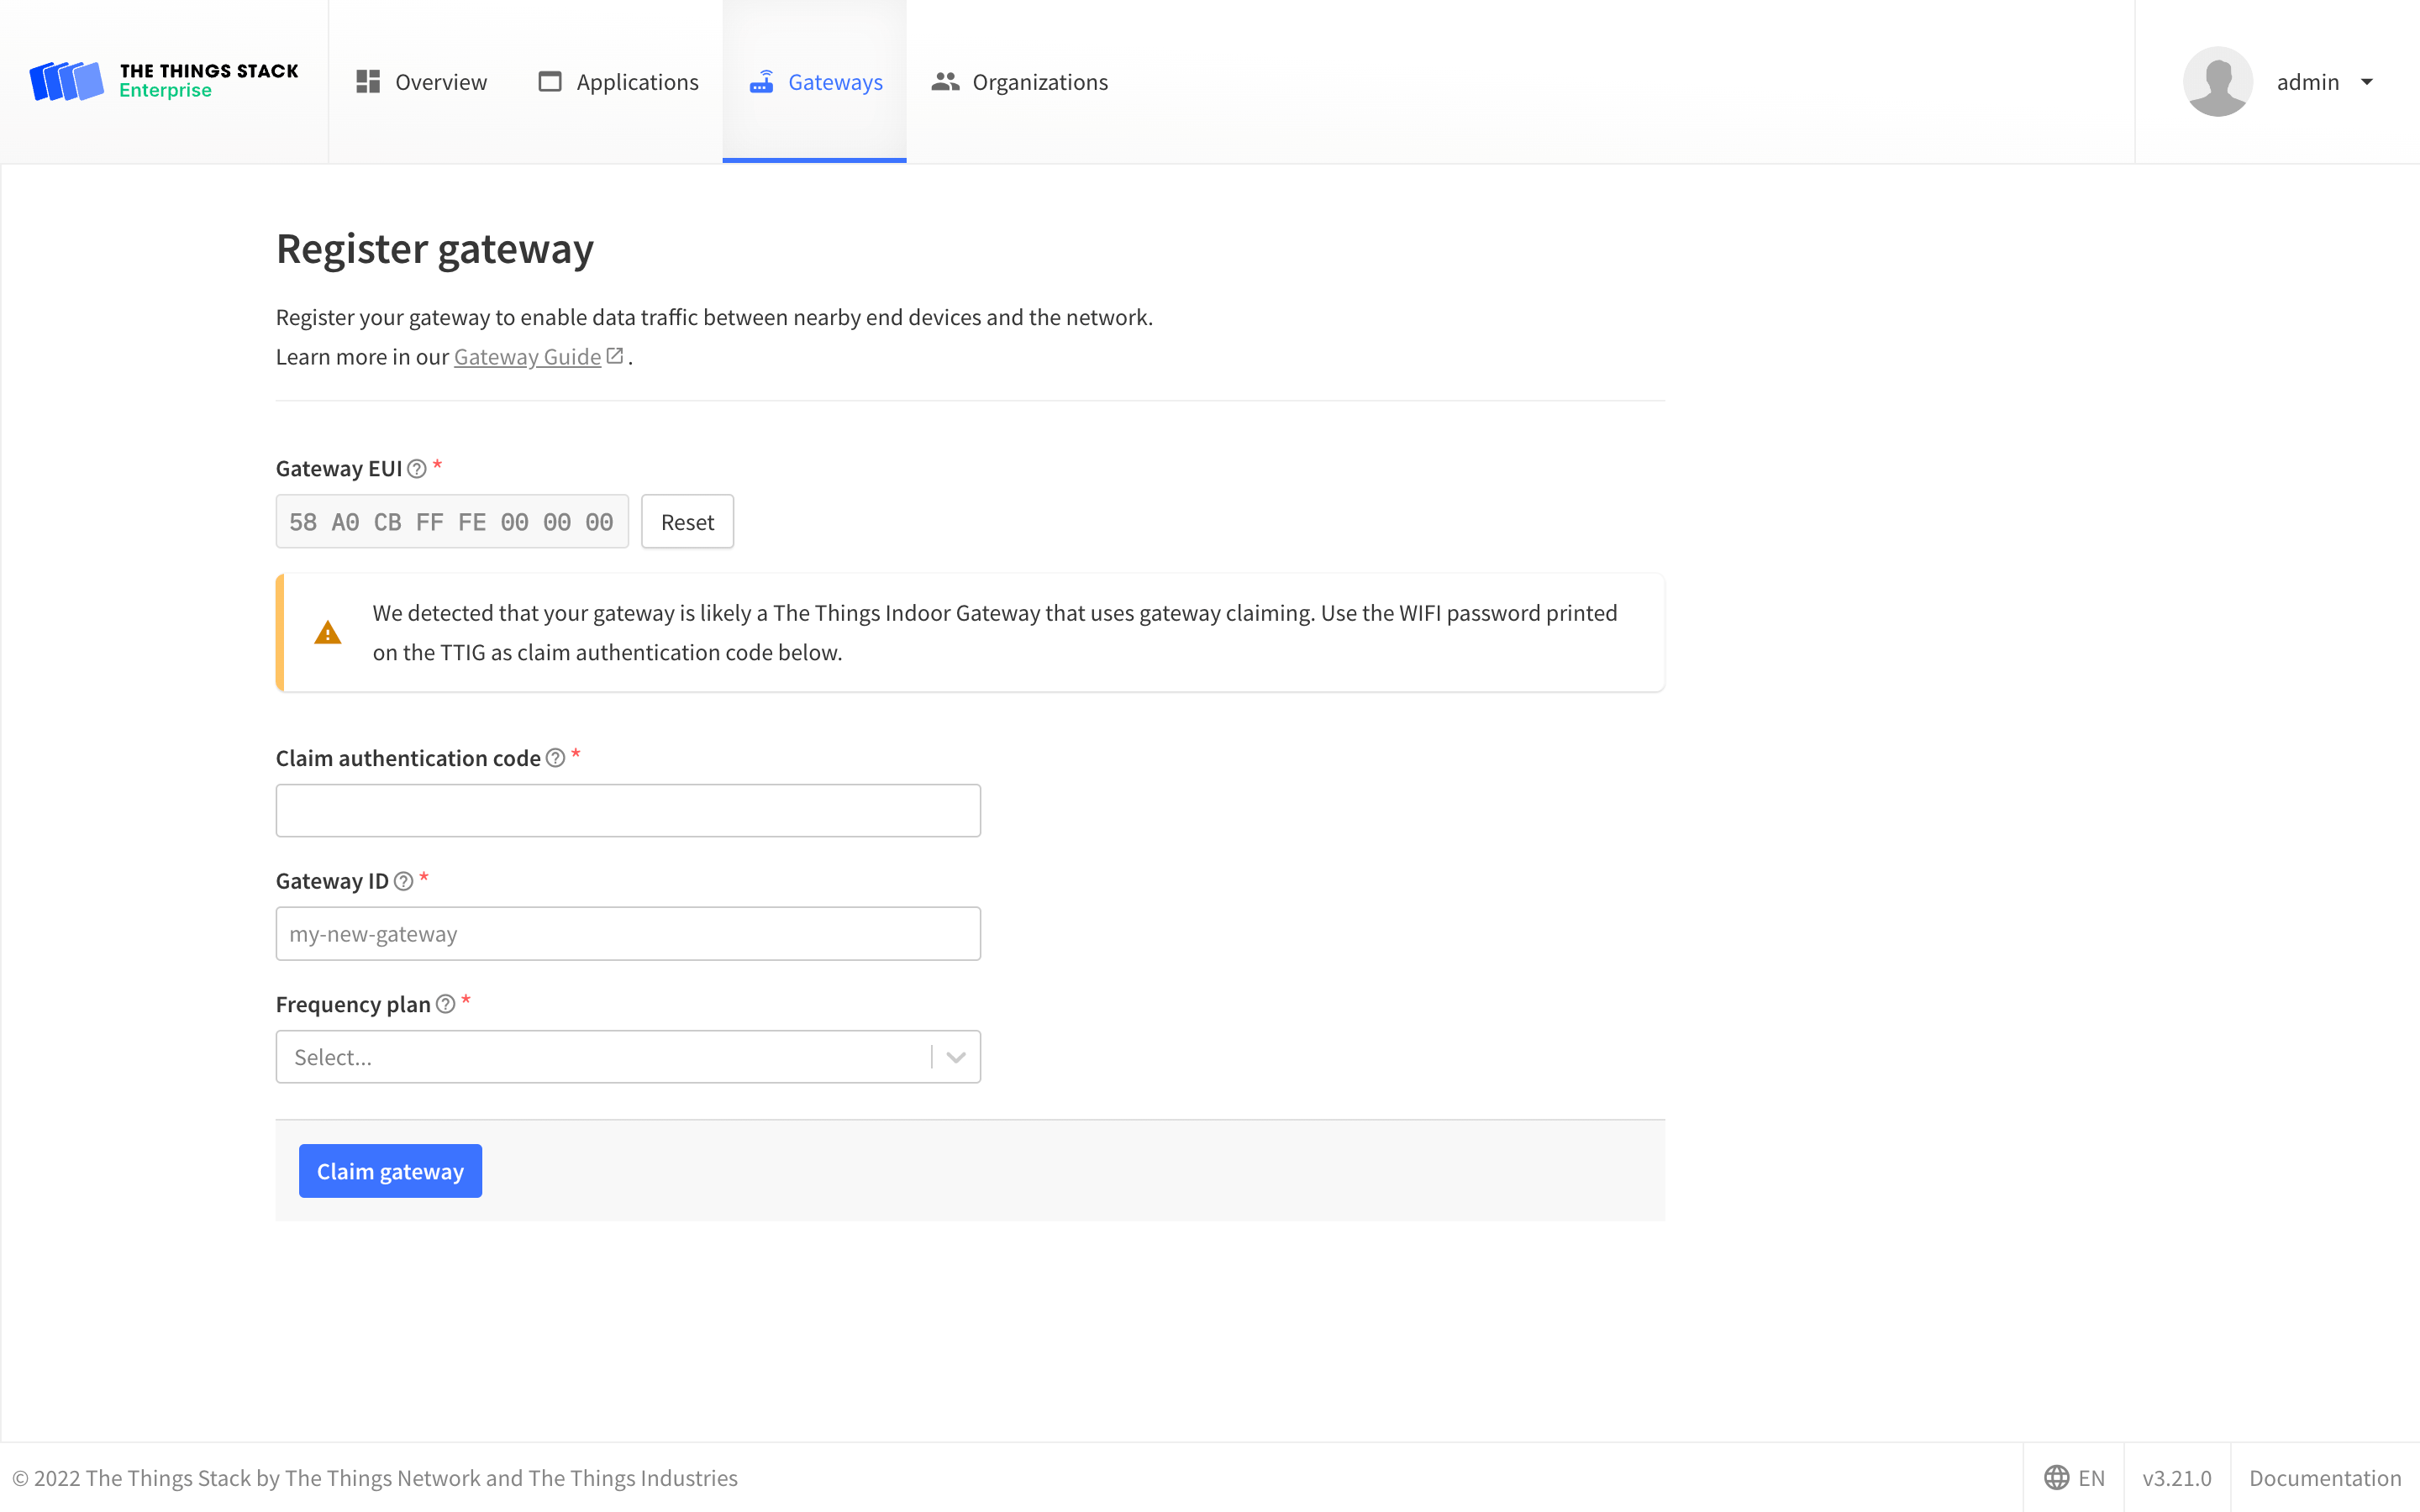 THE THINGS STACK
Enterprise
Overview
Applications
Gateways
Organizations
admin
Register gateway
Register your gateway to enable data traffic between nearby end devices and the network.
Learn more in our Gateway Guide .
Gateway EUI *
58 A0 CB FF FE 00 00 00
Reset
We detected that your gateway is likely a The Things Indoor Gateway that uses gateway claiming. Use the WIFI password printed
on the TTIG as claim authentication code below.
Claim authentication code *
Gateway ID *
my-new-gateway
Frequency plan *
Select...
Claim gateway
© 2022 The Things Stack by The Things Network and The Things Industries
EN
v3.21.0
Documentation